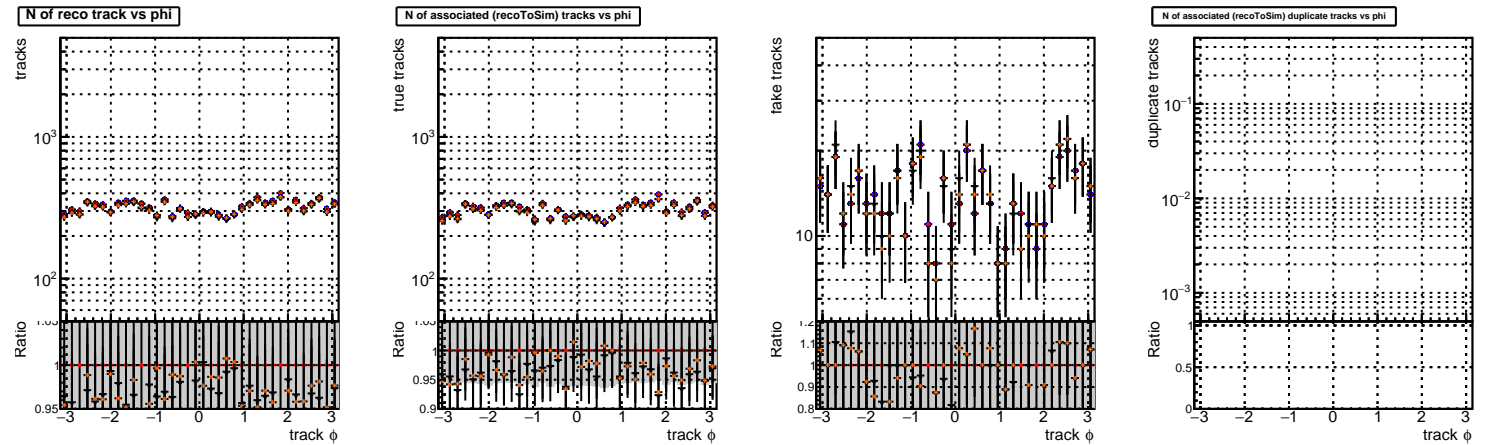 N of reco track vs phi
tracks
10³
10²
Ratio
1
0.95
−3 −2 −1 0 1 2 3
track ϕ
N of associated (recoToSim) tracks vs phi
true tracks
10³
10²
Ratio
1
0.95
0.9
−3 −2 −1 0 1 2 3
track ϕ
fake tracks
10
Ratio
1.2
1.1
1
0.9
0.8
−3 −2 −1 0 1 2 3
track ϕ
N of associated (recoToSim) duplicate tracks vs phi
duplicate tracks
10⁻¹
10⁻²
10⁻³
Ratio
1
0.5
0
−3 −2 −1 0 1 2 3
track ϕ